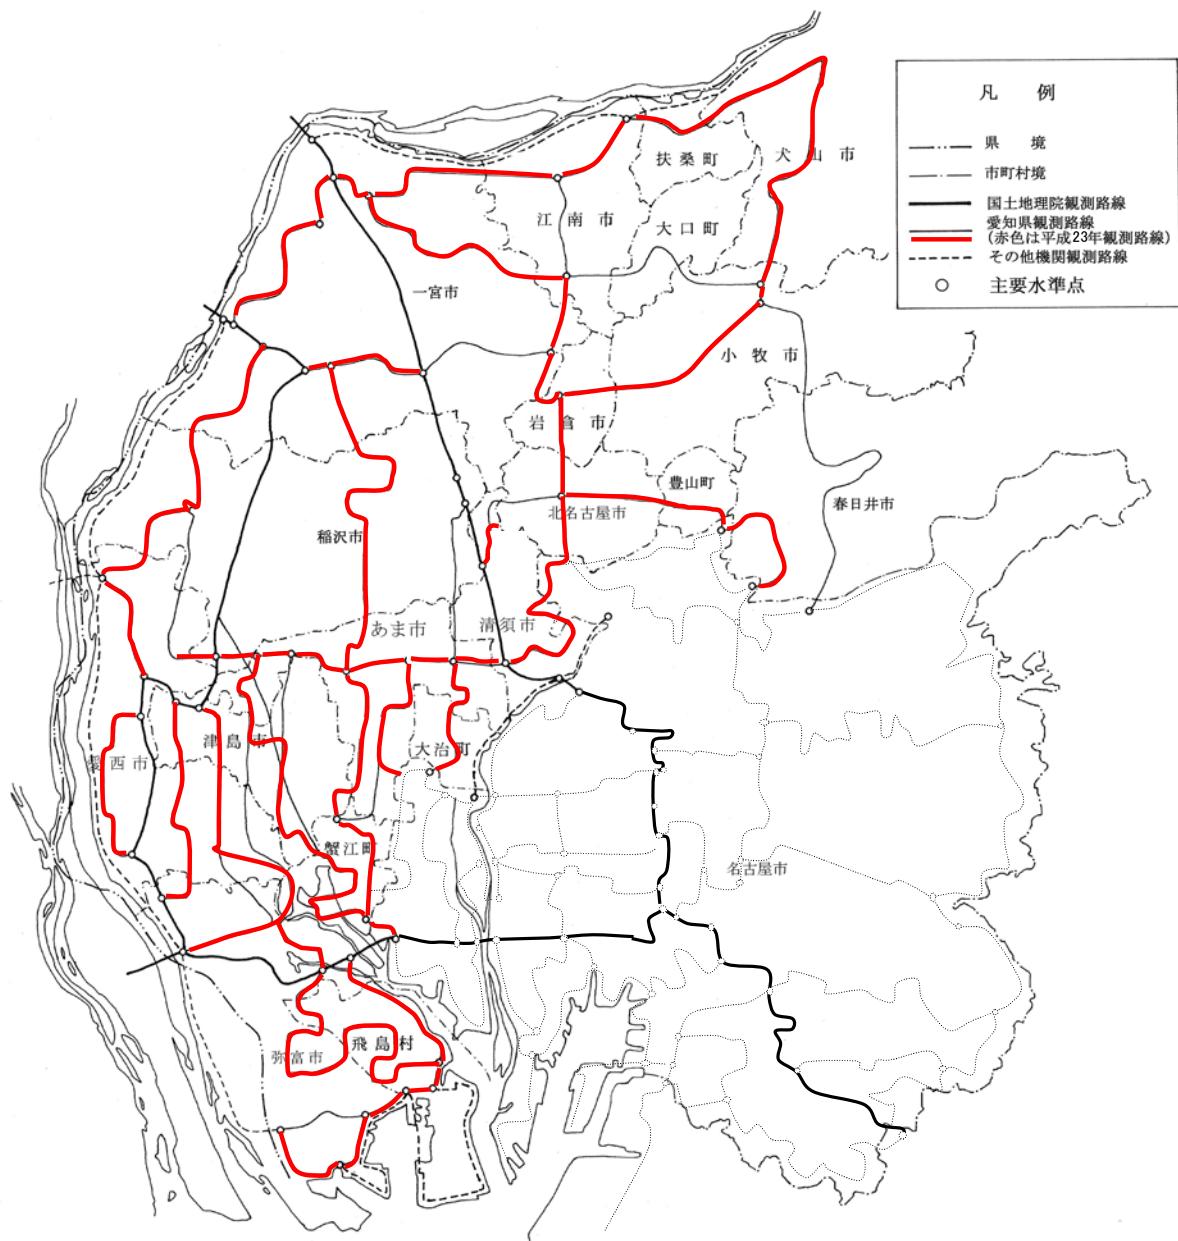 凡 例
県 境
市町村境
国土地理院観測路線
愛知県観測路線
(赤色は平成23年観測路線)
その他機関観測路線
主要水準点
扶桑町
犬山市
江南市
大口町
一宮市
小牧市
岩倉市
豊山町
春日井市
北名古屋市
稲沢市
あま市
清須市
津島市
大治町
愛西市
蟹江町
名古屋市
飛島村
弥富市